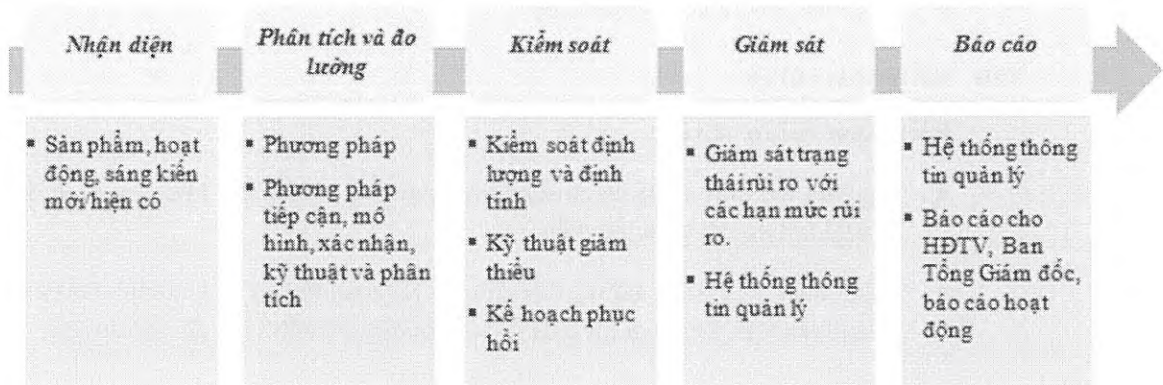 Nhận diện
Phân tích và đo
lường
Kiểm soát
Giám sát
Báo cáo
▪ Sản phẩm, hoạt
động, sáng kiến
mới/hiện có
▪ Phương pháp
▪ Phương pháp
tiếp cận, mô
hình, xác nhận,
kỹ thuật và phân
tích
▪ Kiểm soát định
lượng và định
tính
▪ Kỹ thuật giảm
thiểu
▪ Kế hoạch phục
hồi
▪ Giám sát trạng
thái rủi ro với
các hạn mức rủi
ro.
▪ Hệ thống thông
tin quản lý
▪ Hệ thống thông
tin quản lý
▪ Báo cáo cho
HĐTV, Ban
Tổng Giám đốc,
báo cáo hoạt
động